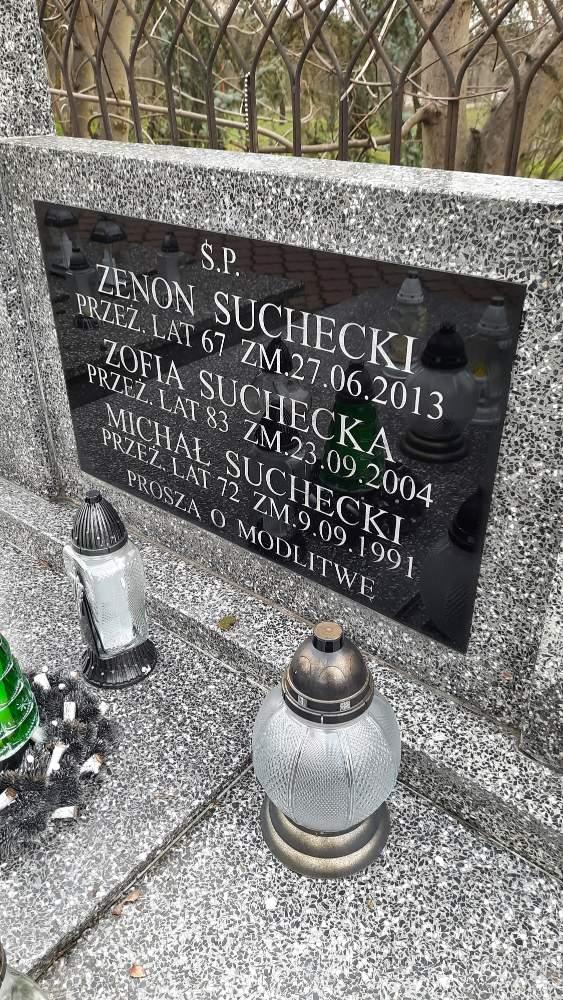 Ś.P.
ZENON SUCHECKI
PRZEŻ. LAT 67 ZM.27.06.2013
ZOFIA SUCHECKA
PRZEŻ. LAT 83 ZM.23.09.2004
MICHAŁ SUCHECKI
PRZEŻ. LAT 72 ZM.9.09.1991
PROSZĄ O MODLITWĘ